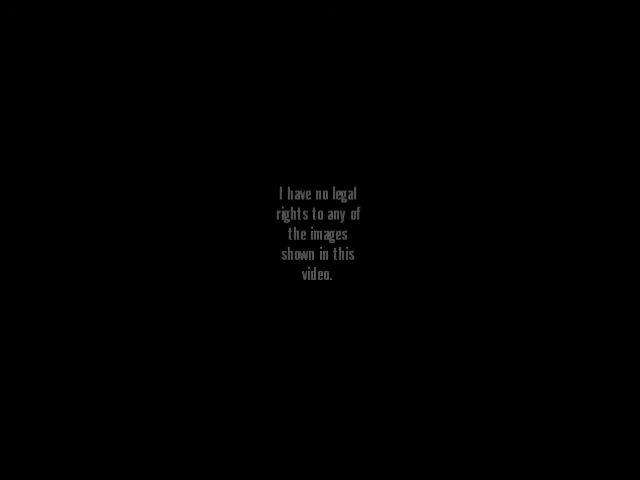 I have no legal
rights to any of
the images
shown in this
video.